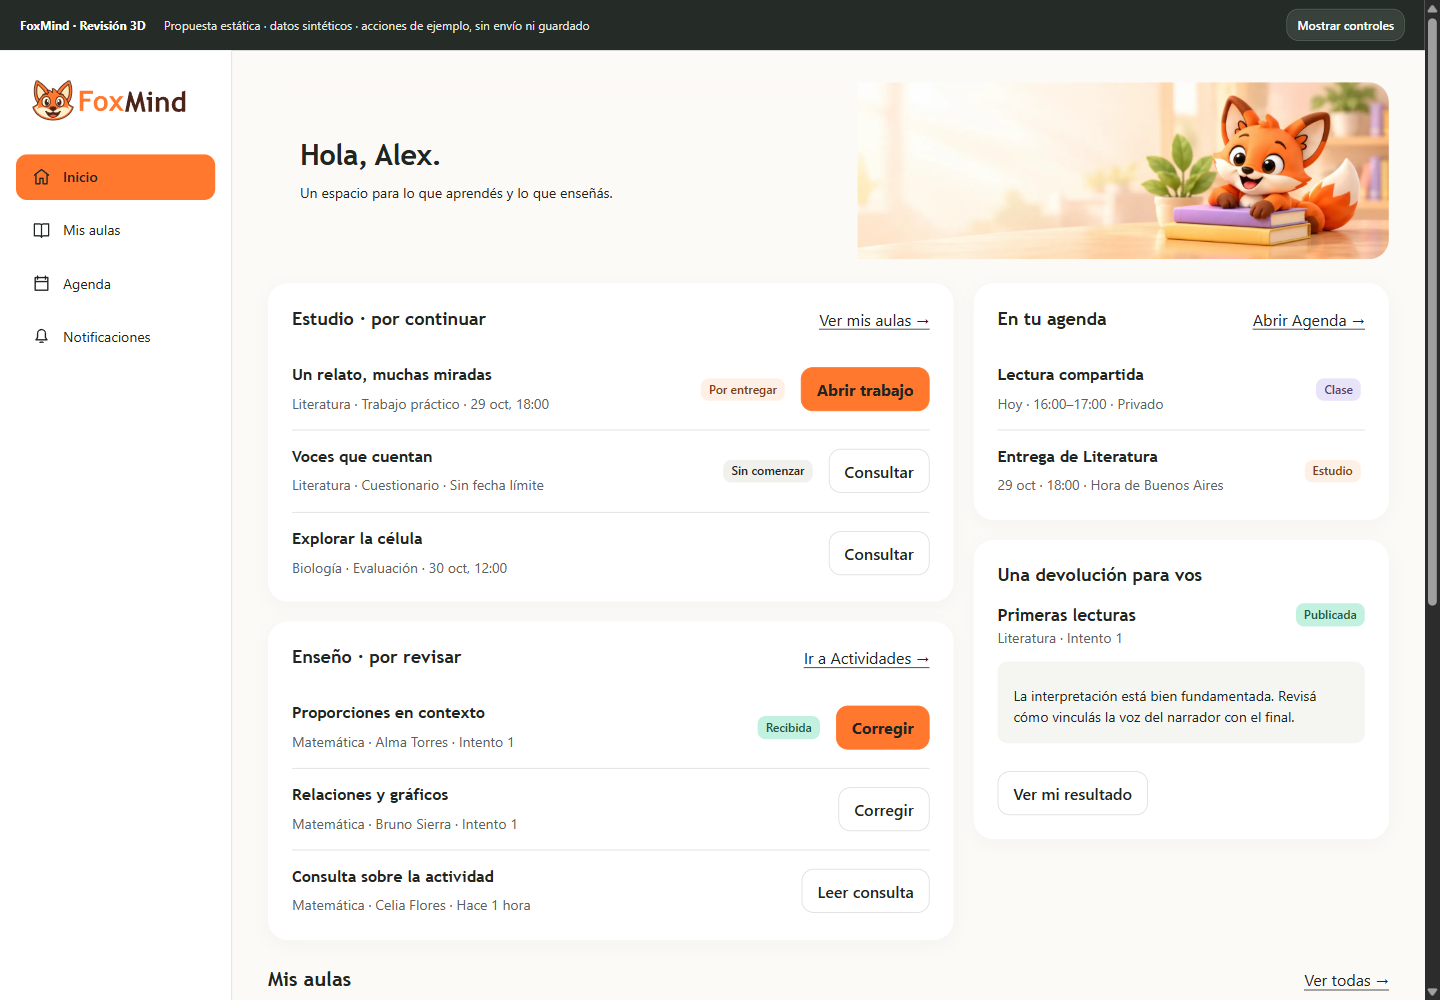 FoxMind · Revisión 3D
Propuesta estática · datos sintéticos · acciones de ejemplo, sin envío ni guardado
Mostrar controles
FoxMind
Inicio
Mis aulas
Agenda
Notificaciones
Hola, Alex.
Un espacio para lo que aprendés y lo que enseñás.
Estudio · por continuar
Ver mis aulas →
Un relato, muchas miradas
Literatura · Trabajo práctico · 29 oct, 18:00
Por entregar
Abrir trabajo
Voces que cuentan
Literatura · Cuestionario · Sin fecha límite
Sin comenzar
Consultar
Explorar la célula
Biología · Evaluación · 30 oct, 12:00
Consultar
Enseño · por revisar
Ir a Actividades →
Proporciones en contexto
Matemática · Alma Torres · Intento 1
Recibida
Corregir
Relaciones y gráficos
Matemática · Bruno Sierra · Intento 1
Corregir
Consulta sobre la actividad
Matemática · Celia Flores · Hace 1 hora
Leer consulta
En tu agenda
Abrir Agenda →
Lectura compartida
Hoy · 16:00–17:00 · Privado
Clase
Entrega de Literatura
29 oct · 18:00 · Hora de Buenos Aires
Estudio
Una devolución para vos
Primeras lecturas
Literatura · Intento 1
Publicada
La interpretación está bien fundamentada. Revisá
cómo vinculás la voz del narrador con el final.
Ver mi resultado
Mis aulas
Ver todas →